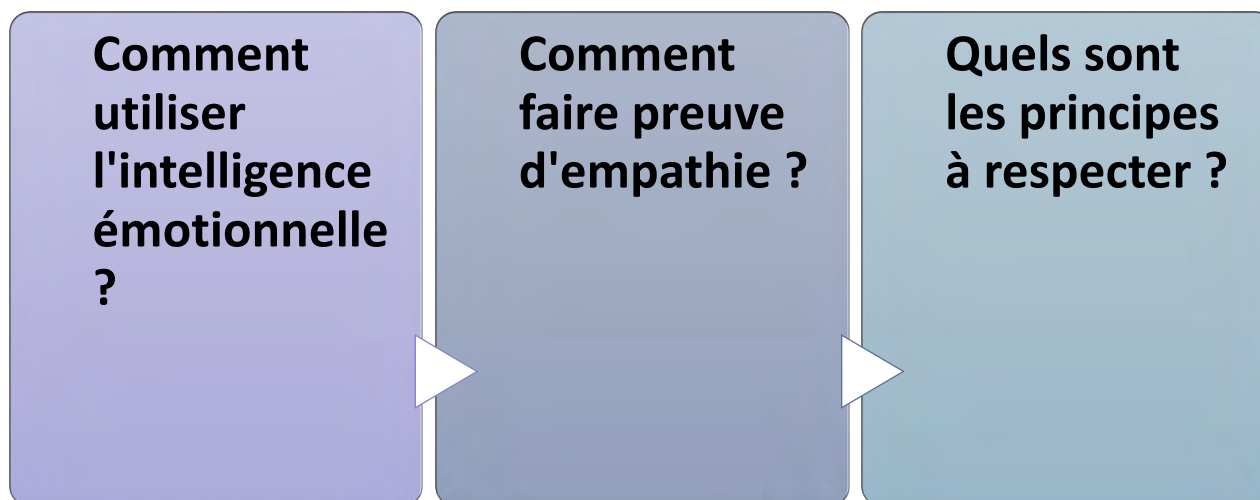 Comment
utiliser
l'intelligence
émotionnelle
?
Comment
faire preuve
d'empathie ?
Quels sont
les principes
à respecter ?